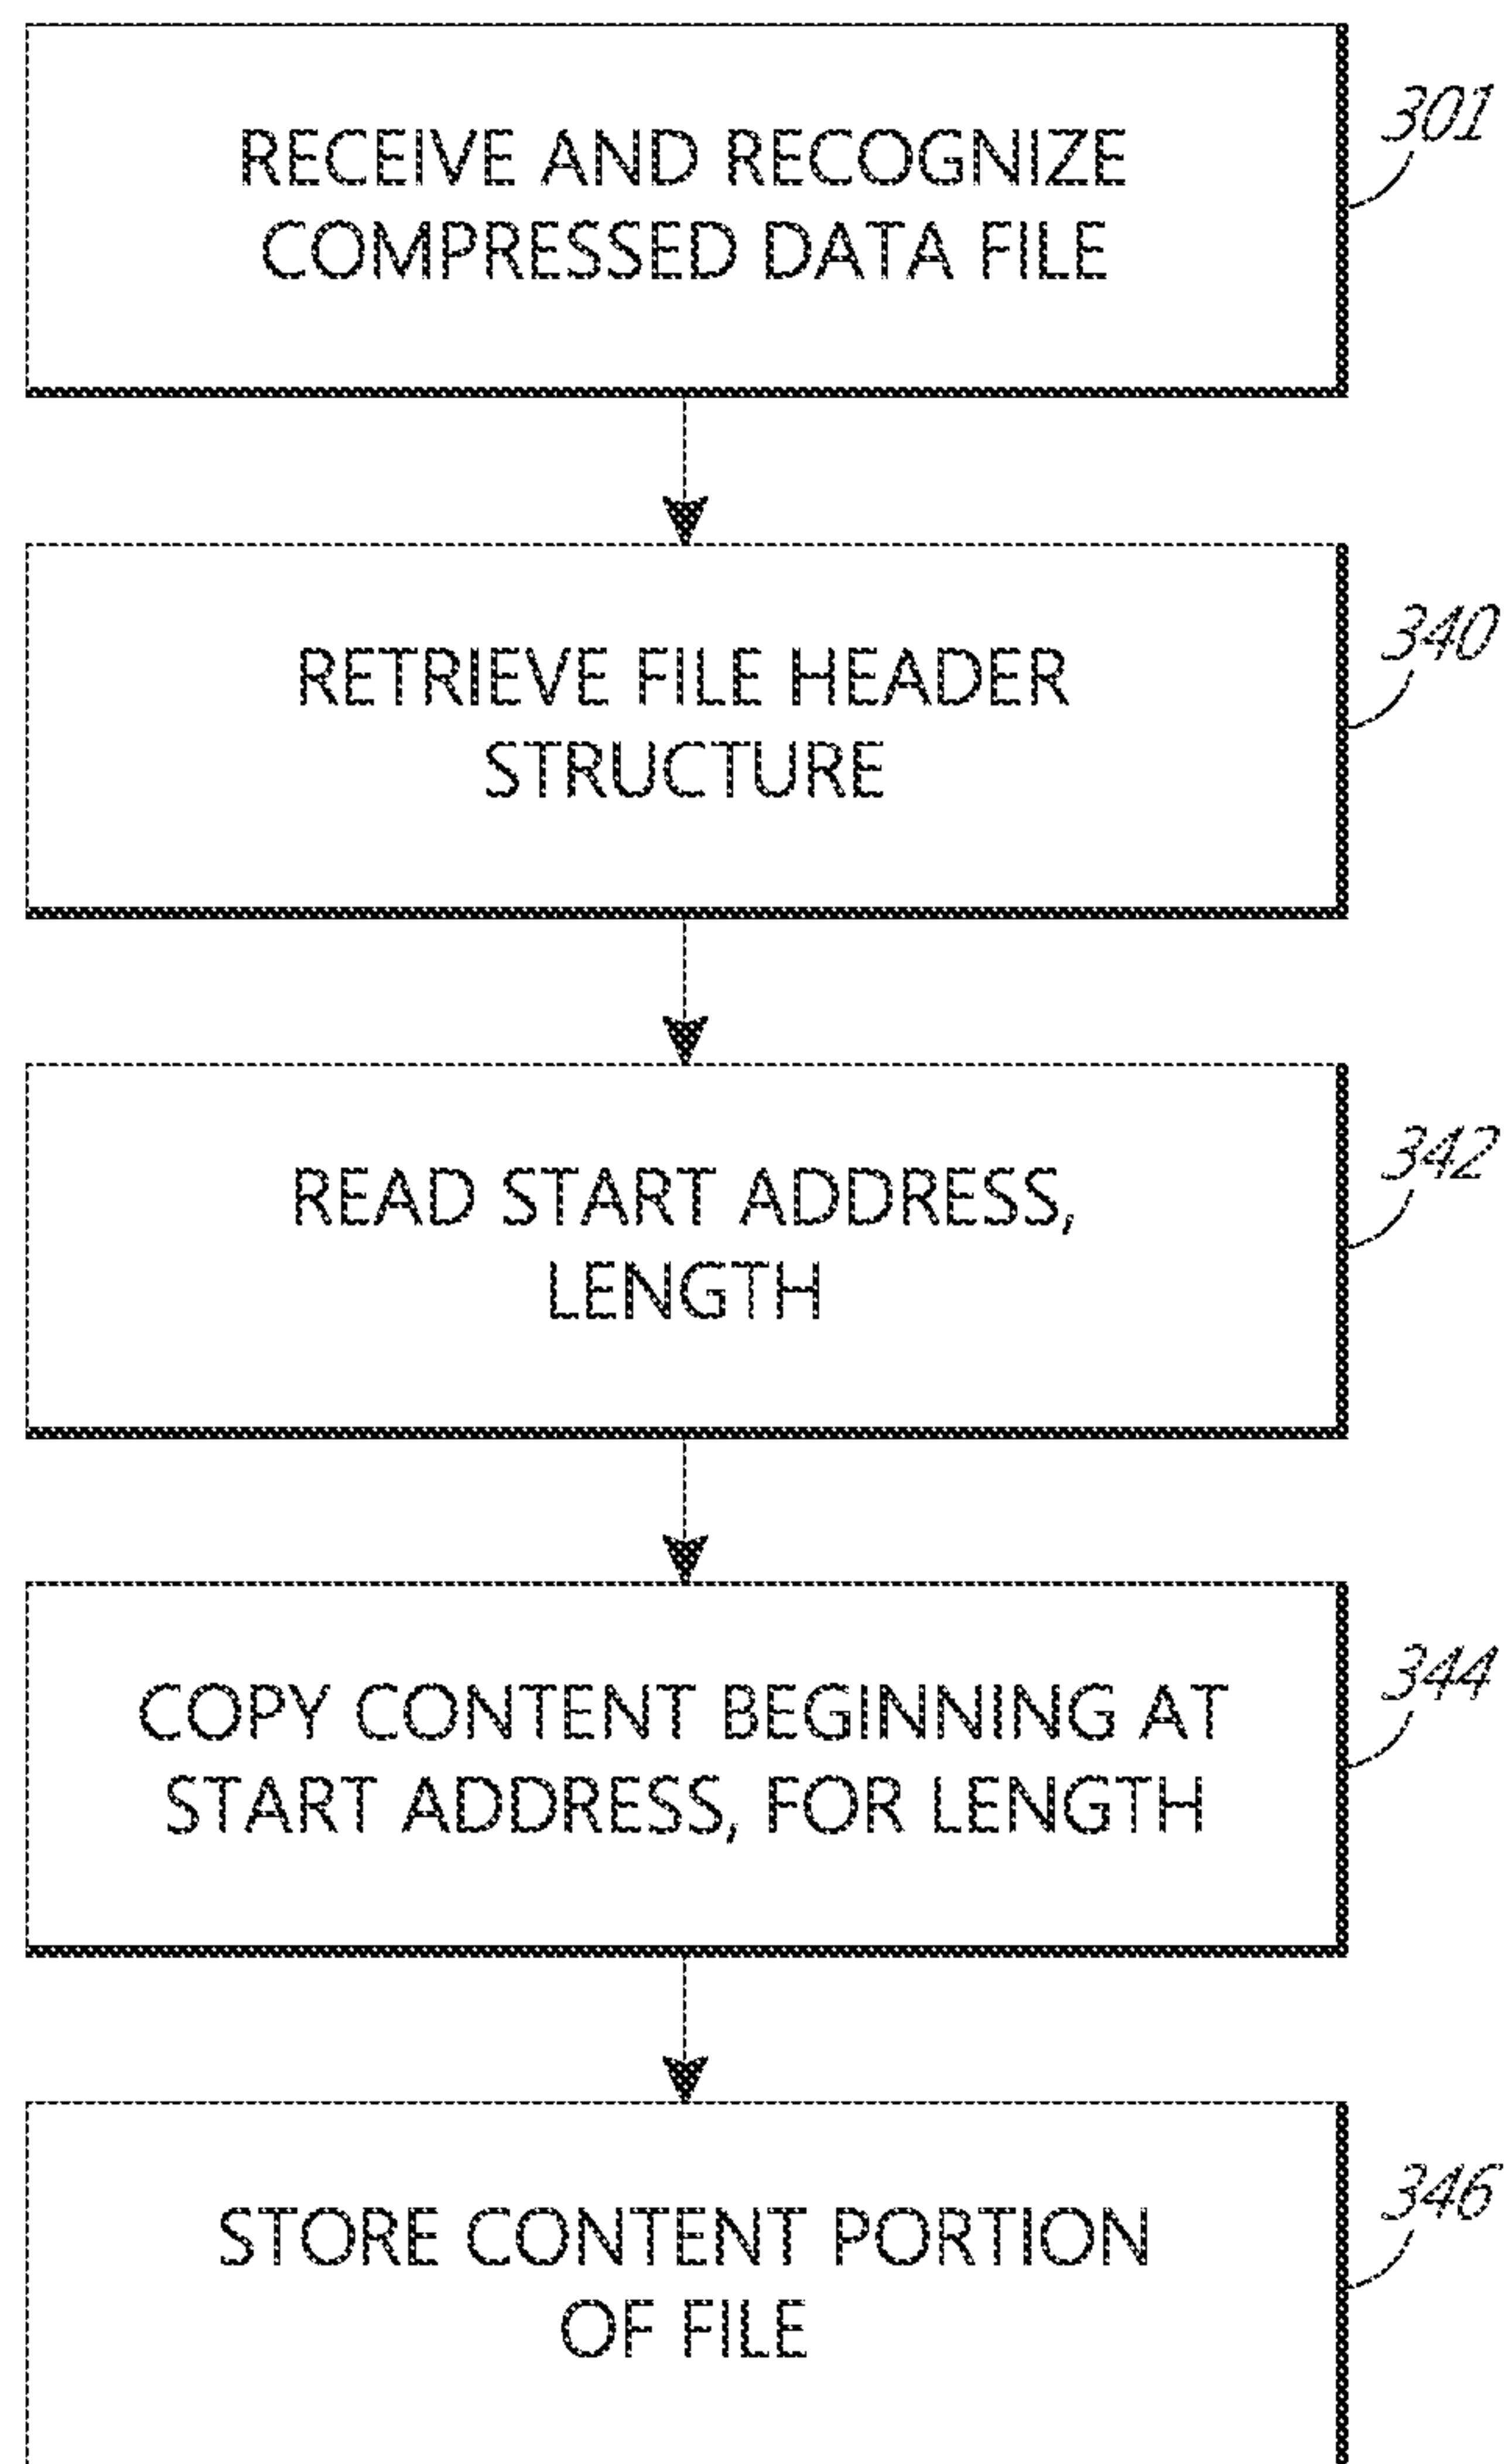 RECEIVE AND RECOGNIZE
COMPRESSED DATA FILE
301
RETRIEVE FILE HEADER
STRUCTURE
340
READ START ADDRESS,
LENGTH
342
COPY CONTENT BEGINNING AT
START ADDRESS, FOR LENGTH
344
STORE CONTENT PORTION
OF FILE
346